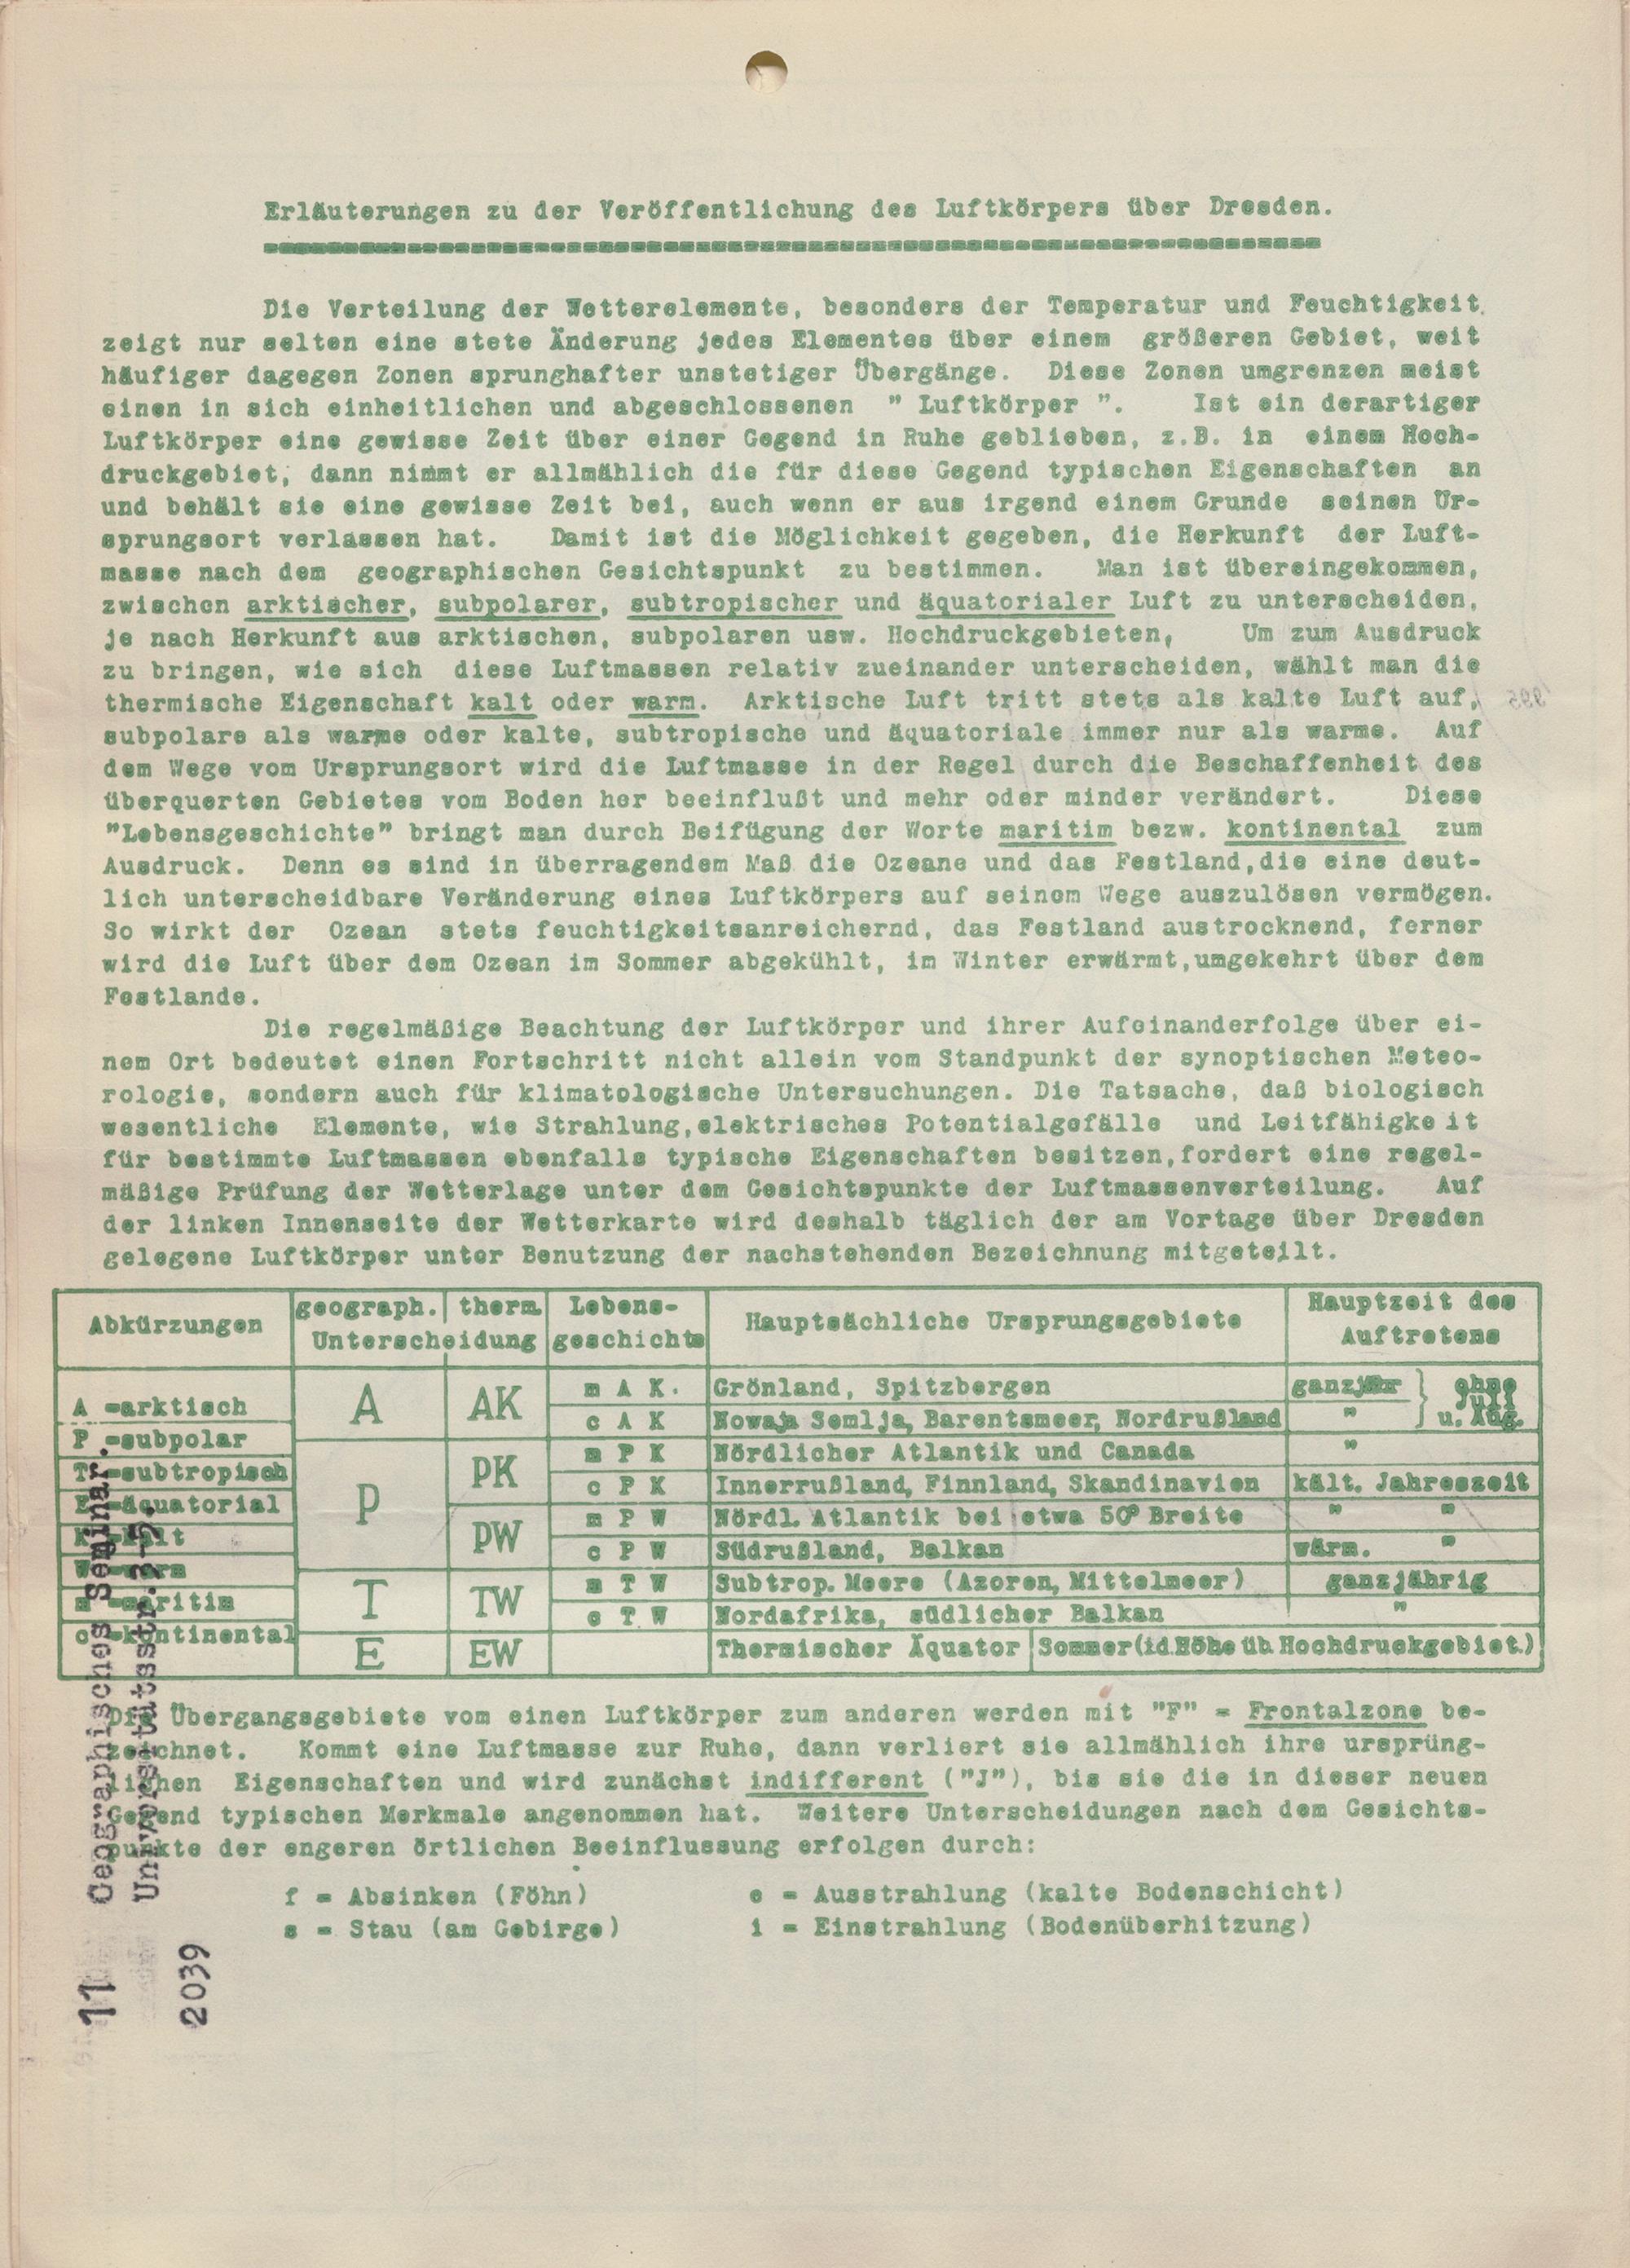 Erläuterungen zu der Veröffentlichung des Luftkörpers über Dresden.
Die Verteilung der Wetterelemente, besonders der Temperatur und Feuchtigkeit,
zeigt nur selten eine stete Änderung jedes Elementes über einem größeren Gebiet, weit
häufiger dagegen Zonen sprunghafter unstetiger Übergänge. Diese Zonen umgrenzen meist
einen in sich einheitlichen und abgeschlossenen " Luftkörper ". Ist ein derartiger
Luftkörper eine gewisse Zeit über einer Gegend in Ruhe geblieben, z.B. in einem Hoch-
druckgebiet, dann nimmt er allmählich die für diese Gegend typischen Eigenschaften an
und behält sie eine gewisse Zeit bei, auch wenn er aus irgend einem Grunde seinen Ur-
sprungsort verlassen hat. Damit ist die Möglichkeit gegeben, die Herkunft der Luft-
masse nach dem geographischen Gesichtspunkt zu bestimmen. Man ist übereingekommen,
zwischen arktischer, subpolarer, subtropischer und äquatorialer Luft zu unterscheiden,
je nach Herkunft aus arktischen, subpolaren usw. Hochdruckgebieten, Um zum Ausdruck
zu bringen, wie sich diese Luftmassen relativ zueinander unterscheiden, wählt man die
thermische Eigenschaft kalt oder warm. Arktische Luft tritt stets als kalte Luft auf,
subpolare als warme oder kalte, subtropische und äquatoriale immer nur als warme. Auf
dem Wege vom Ursprungsort wird die Luftmasse in der Regel durch die Beschaffenheit des
überquerten Gebietes vom Boden her beeinflußt und mehr oder minder verändert. Diese
"Lebensgeschichte" bringt man durch Beifügung der Worte maritim bezw. kontinental zum
Ausdruck. Denn es sind in überragendem Maß die Ozeane und das Festland,die eine deut-
lich unterscheidbare Veränderung eines Luftkörpers auf seinem Wege auszulösen vermögen.
So wirkt der Ozean stets feuchtigkeitsanreichernd, das Festland austrocknend, ferner
wird die Luft über dem Ozean im Sommer abgekühlt, im Winter erwärmt,umgekehrt über dem
Festlande.
Die regelmäßige Beachtung der Luftkörper und ihrer Aufeinanderfolge über ei-
nem Ort bedeutet einen Fortschritt nicht allein vom Standpunkt der synoptischen Meteo-
rologie, sondern auch für klimatologische Untersuchungen. Die Tatsache, daß biologisch
wesentliche Elemente, wie Strahlung,elektrisches Potentialgefälle und Leitfähigkeit
für bestimmte Luftmassen ebenfalls typische Eigenschaften besitzen,fordert eine regel-
mäßige Prüfung der Wetterlage unter dem Gesichtspunkte der Luftmassenverteilung. Auf
der linken Innenseite der Wetterkarte wird deshalb täglich der am Vortage über Dresden
gelegene Luftkörper unter Benutzung der nachstehenden Bezeichnung mitgeteilt.
Abkürzungen geograph. therm. Lebens- Hauptsächliche Ursprungsgebiete Hauptzeit des
Unterscheidung geschichte Auftretens
A =arktisch A AK m A K. Grönland, Spitzbergen ganzjähr ohne Juli
c A K Nowaja Semlja, Barentsmeer, Nordrußland " u. Aug.
P =subpolar P PK m P K Nördlicher Atlantik und Canada "
T =subtropisch c P K Innerrußland, Finnland, Skandinavien kält. Jahreszeit
E =äquatorial PW m P W Nördl. Atlantik bei etwa 50° Breite " "
K =kalt c P W Südrußland, Balkan wärm. "
W =warm T TW m T W Subtrop. Meere (Azoren, Mittelmeer) ganzjährig
m =maritim c T W Nordafrika, südlicher Balkan "
c =kontinental E EW Thermischer Äquator Sommer(i.d.Höhe üb. Hochdruckgebiet.)
Die Übergangsgebiete vom einen Luftkörper zum anderen werden mit "F" = Frontalzone be-
zeichnet. Kommt eine Luftmasse zur Ruhe, dann verliert sie allmählich ihre ursprüng-
lichen Eigenschaften und wird zunächst indifferent ("J"), bis sie die in dieser neuen
Gegend typischen Merkmale angenommen hat. Weitere Unterscheidungen nach dem Gesichts-
punkte der engeren örtlichen Beeinflussung erfolgen durch:
f = Absinken (Föhn) e = Ausstrahlung (kalte Bodenschicht)
s = Stau (am Gebirge) i = Einstrahlung (Bodenüberhitzung)
11 Geographisches Seminar.
Universitätsstr. 3-5.
2039